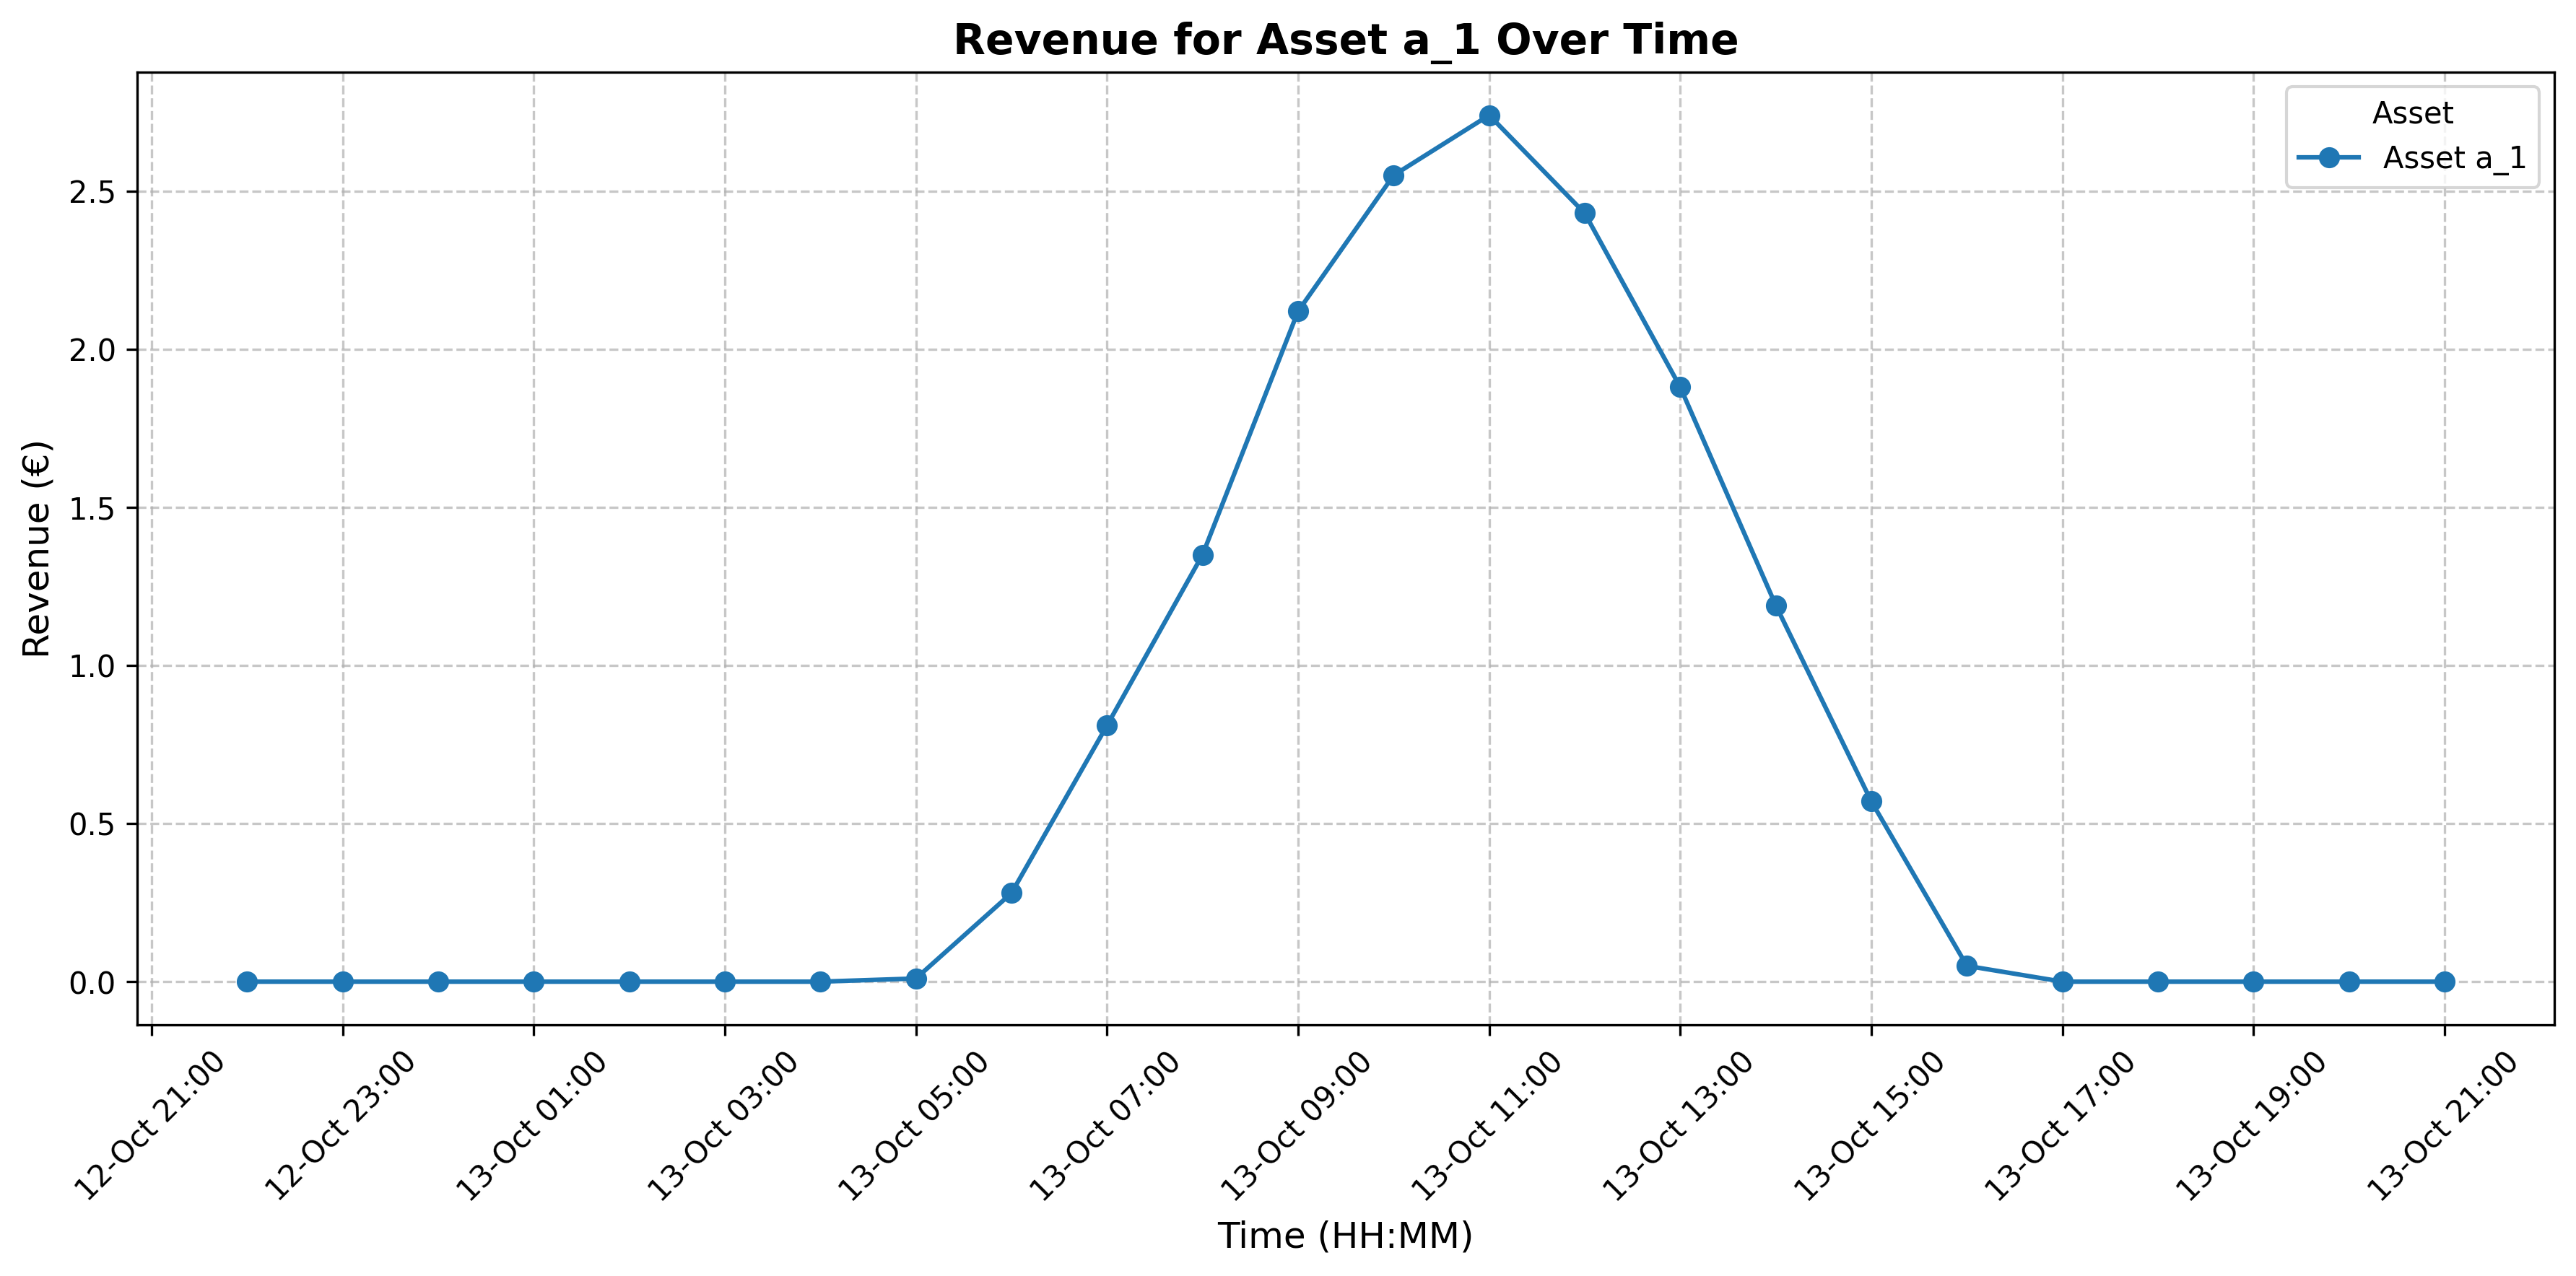 Revenue for Asset a_1 Over Time
Asset
Asset a_1
Revenue (€)
2.5
2.0
1.5
1.0
0.5
0.0
12-Oct 21:00
12-Oct 23:00
13-Oct 01:00
13-Oct 03:00
13-Oct 05:00
13-Oct 07:00
13-Oct 09:00
13-Oct 11:00
13-Oct 13:00
13-Oct 15:00
13-Oct 17:00
13-Oct 19:00
13-Oct 21:00
Time (HH:MM)